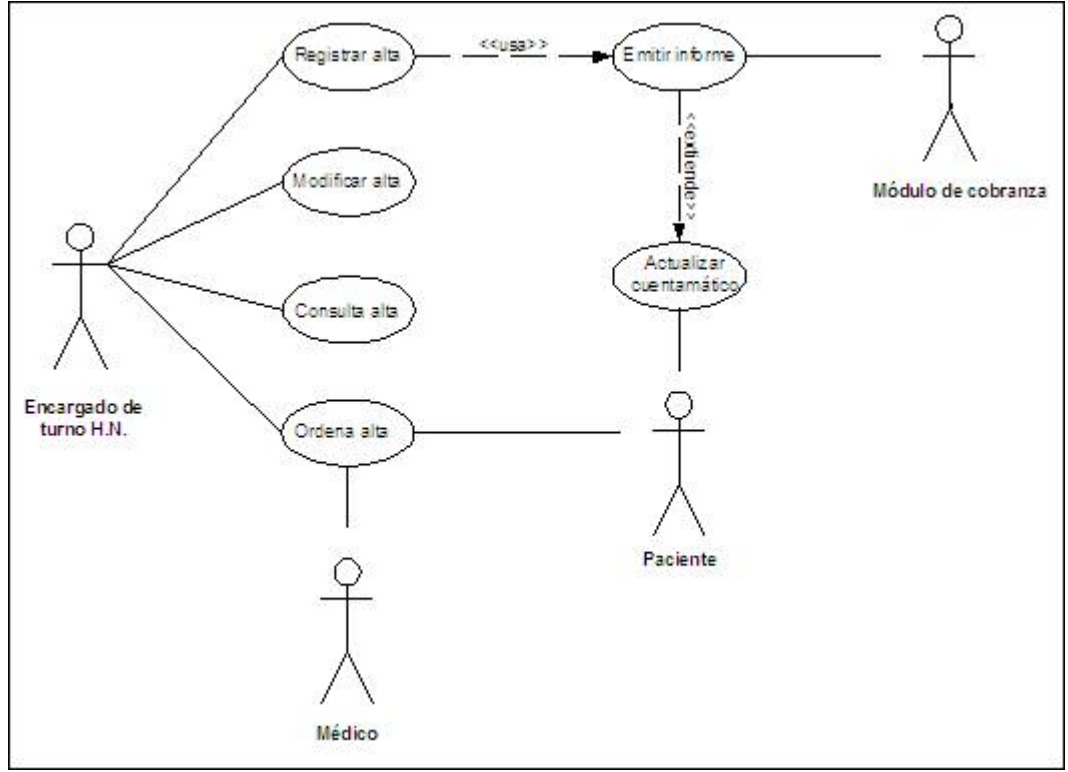 Registrar alta
<<usa>>
Emitir informe
<<extiende>>
Módulo de cobranza
Modificar alta
Actualizar
cuentamático
Consulta alta
Encargado de
turno H.N.
Ordena alta
Paciente
Médico